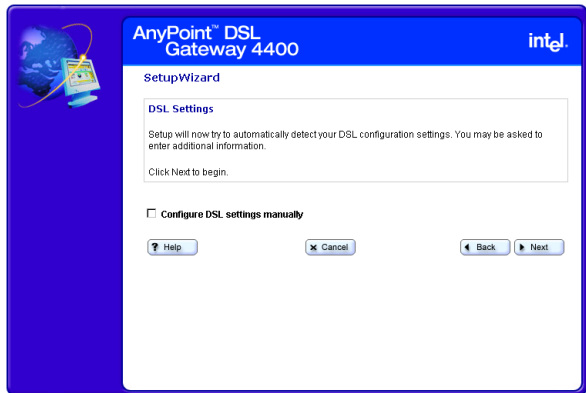 AnyPoint™ DSL
Gateway 4400
intel.
SetupWizard
DSL Settings
Setup will now try to automatically detect your DSL configuration settings. You may be asked to
enter additional information.
Click Next to begin.
Configure DSL settings manually
? Help
Cancel
Back
Next